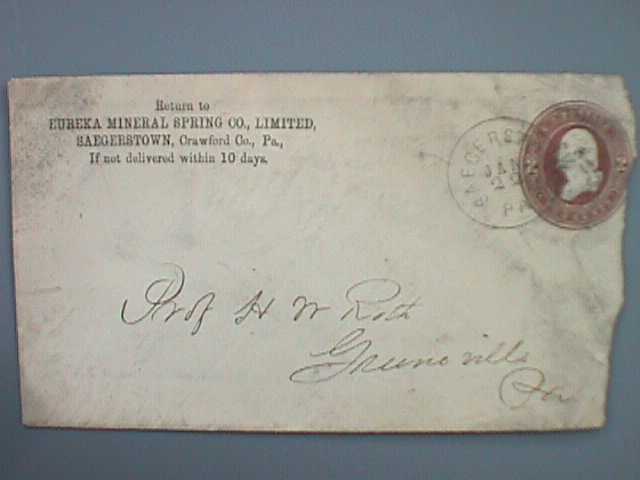 Return to
EUREKA MINERAL SPRING CO., LIMITED,
SAEGERSTOWN, Crawford Co., Pa.,
If not delivered within 10 days.
SAEGERST
JAN
PA
Prof H W Roth
Greenville
Pa